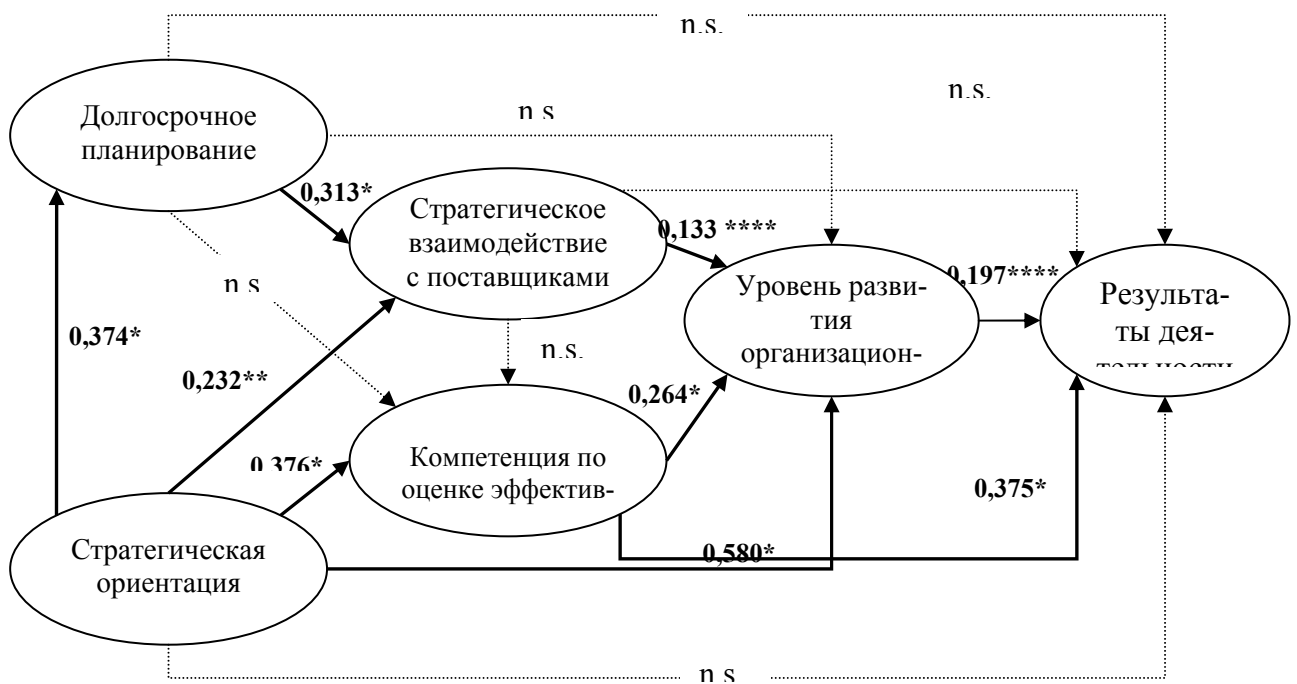 n.s.
n.s.
n s
Долгосрочное
планирование
0,313*
Стратегическое
взаимодействие
с поставщиками
0,133 ****
n s
0,374*
0,232**
n.s.
Уровень разви-
тия
организацион-
0,197****
Результа-
ты дея-
тельности
0,264*
0,376*
Компетенция по
оценке эффектив-
0,375*
Стратегическая
ориентация
0,580*
n s